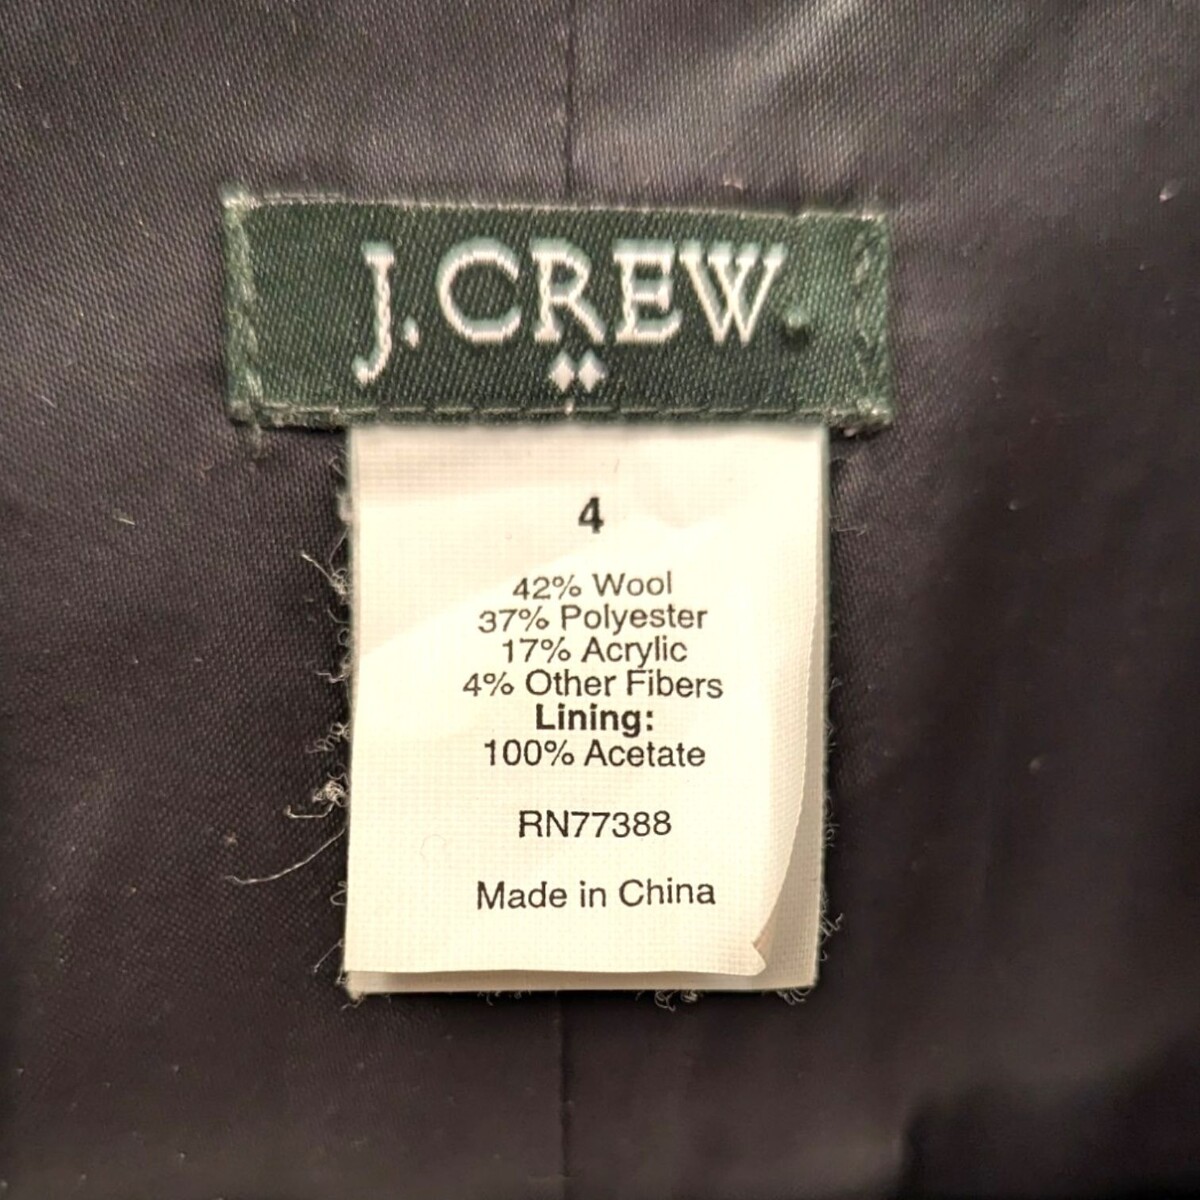 J.CREW
4
42% Wool
37% Polyester
17% Acrylic
4% Other Fibers
Lining:
100% Acetate
RN77388
Made in China